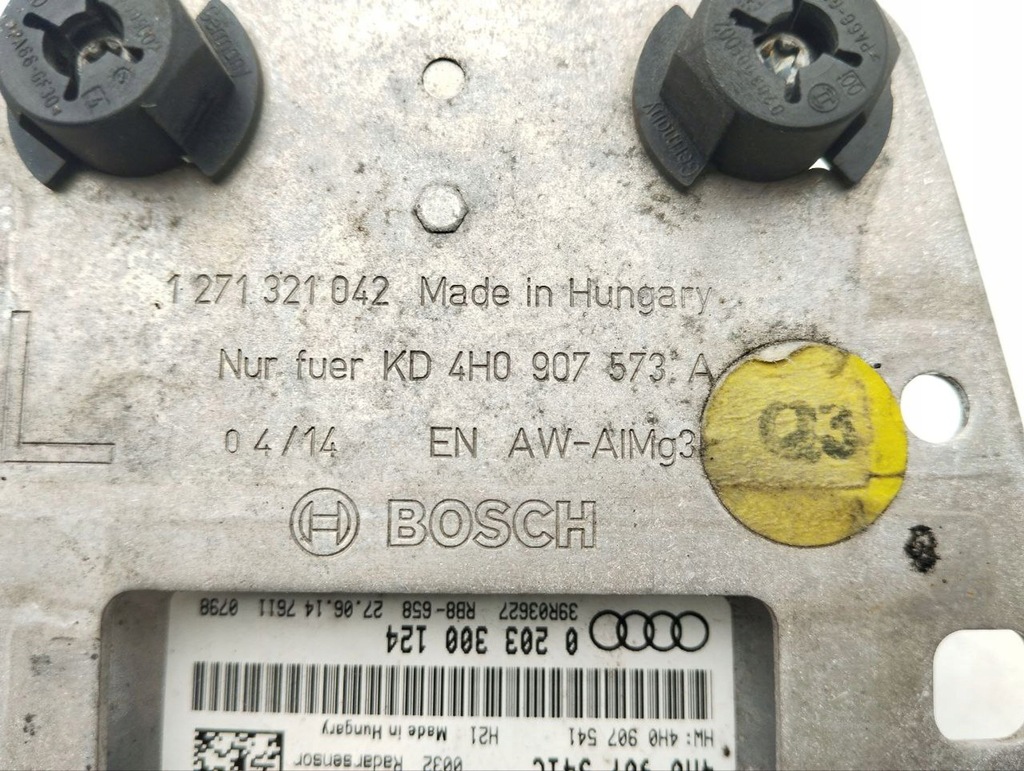 1 271 321 042 Made in Hungary
Nur fuer KD 4H0 907 573 A
04/14 EN AW-AlMg3
BOSCH
Q3
39R03627 RB8-658 27.06.14 7611 0798
0 203 300 124
HW: 4H0 907 541 H21 Made in Hungary
0032 Radarsensor